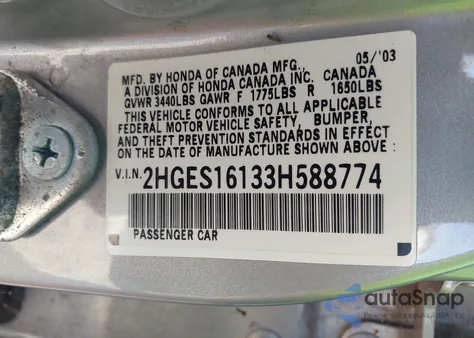 MFD. BY HONDA OF CANADA MFG., 05/'03
A DIVISION OF HONDA CANADA INC. CANADA
GVWR 3440LBS GAWR F 1775LBS R 1650LBS
THIS VEHICLE CONFORMS TO ALL APPLICABLE
FEDERAL MOTOR VEHICLE SAFETY, BUMPER,
AND THEFT PREVENTION STANDARDS IN EFFECT
ON THE DATE OF MANUFACTURE SHOWN ABOVE:
V.I.N. 2HGES16133H588774
PASSENGER CAR
autoSnap